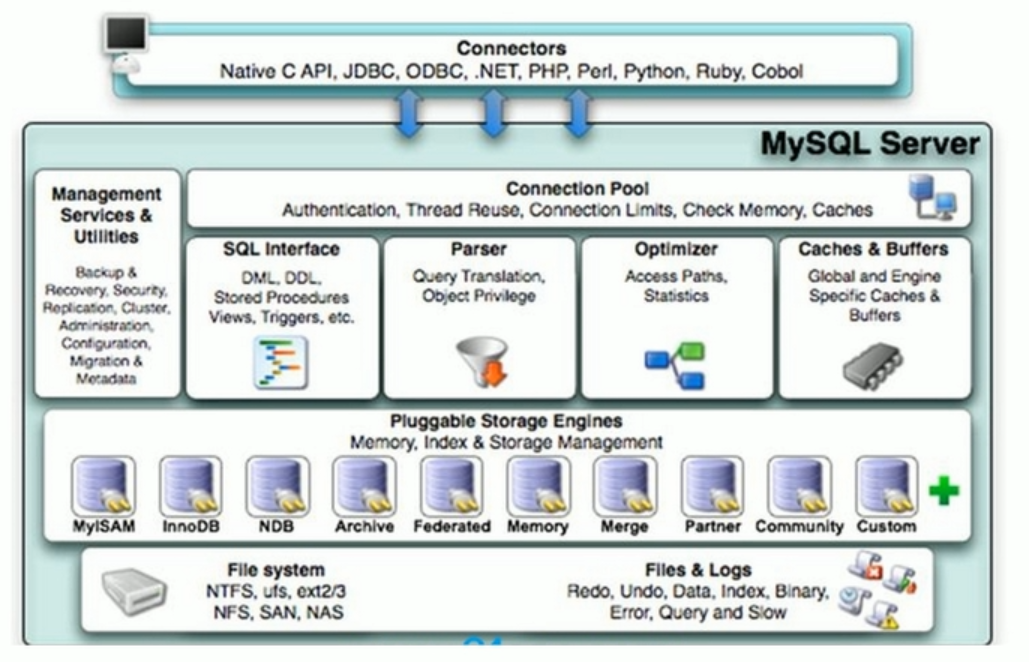 Connectors
Native C API, JDBC, ODBC, .NET, PHP, Perl, Python, Ruby, Cobol
MySQL Server
Management
Services &
Utilities
Backup &
Recovery, Security,
Replication, Cluster,
Administration,
Configuration,
Migration &
Metadata
Connection Pool
Authentication, Thread Reuse, Connection Limits, Check Memory, Caches
SQL Interface
DML, DDL,
Stored Procedures
Views, Triggers, etc.
Parser
Query Translation,
Object Privilege
Optimizer
Access Paths,
Statistics
Caches & Buffers
Global and Engine
Specific Caches &
Buffers
Pluggable Storage Engines
Memory, Index & Storage Management
MyISAM InnoDB NDB Archive Federated Memory Merge Partner Community Custom
File system
NTFS, ufs, ext2/3
NFS, SAN, NAS
Files & Logs
Redo, Undo, Data, Index, Binary,
Error, Query and Slow